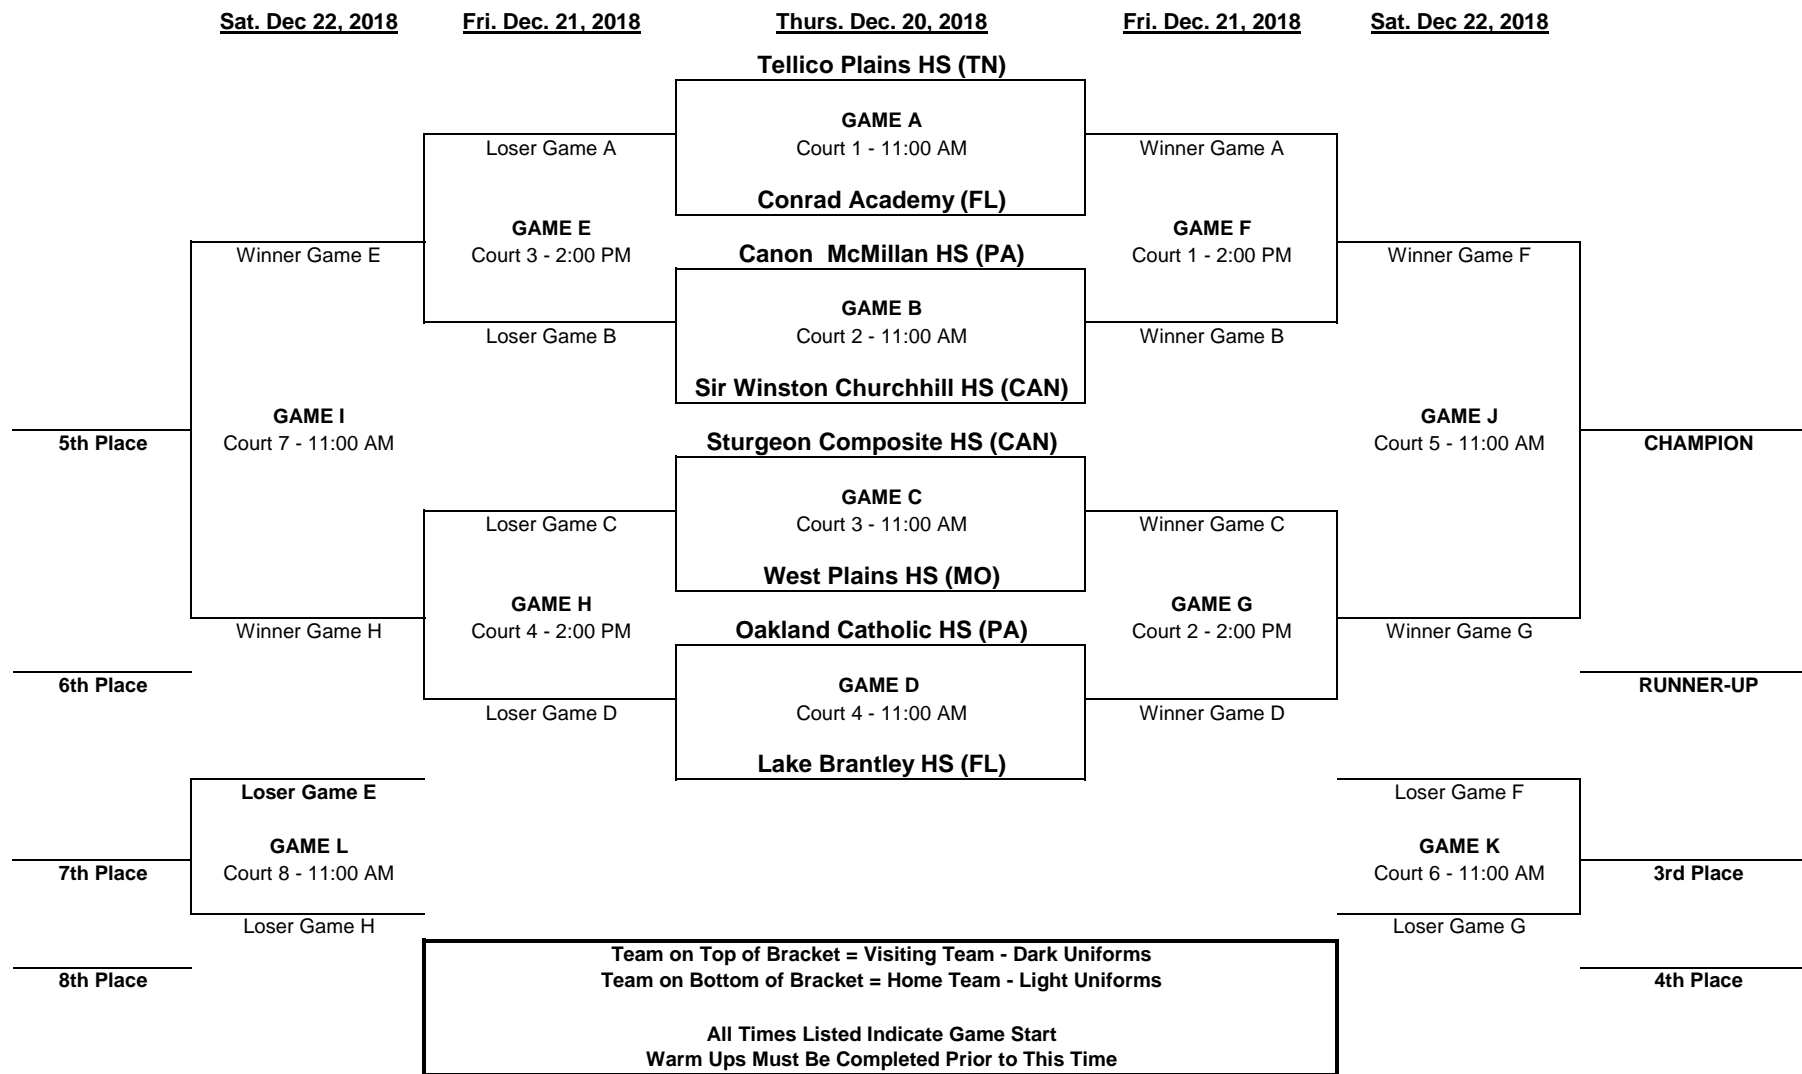 Sat. Dec 22, 2018 Fri. Dec. 21, 2018 Thurs. Dec. 20, 2018 Fri. Dec. 21, 2018 Sat. Dec 22, 2018
Tellico Plains HS (TN)
GAME A
Loser Game A Court 1 - 11:00 AM Winner Game A
Conrad Academy (FL)
GAME E GAME F
Winner Game E Court 3 - 2:00 PM Canon McMillan HS (PA) Court 1 - 2:00 PM Winner Game F
GAME B
Loser Game B Court 2 - 11:00 AM Winner Game B
Sir Winston Churchhill HS (CAN)
GAME I GAME J
5th Place Court 7 - 11:00 AM Sturgeon Composite HS (CAN) Court 5 - 11:00 AM CHAMPION
GAME C
Loser Game C Court 3 - 11:00 AM Winner Game C
West Plains HS (MO)
GAME H GAME G
Winner Game H Court 4 - 2:00 PM Oakland Catholic HS (PA) Court 2 - 2:00 PM Winner Game G
6th Place GAME D RUNNER-UP
Loser Game D Court 4 - 11:00 AM Winner Game D
Lake Brantley HS (FL)
Loser Game E Loser Game F
GAME L GAME K
7th Place Court 8 - 11:00 AM Court 6 - 11:00 AM 3rd Place
Loser Game H Loser Game G
Team on Top of Bracket = Visiting Team - Dark Uniforms
8th Place Team on Bottom of Bracket = Home Team - Light Uniforms 4th Place
All Times Listed Indicate Game Start
Warm Ups Must Be Completed Prior to This Time